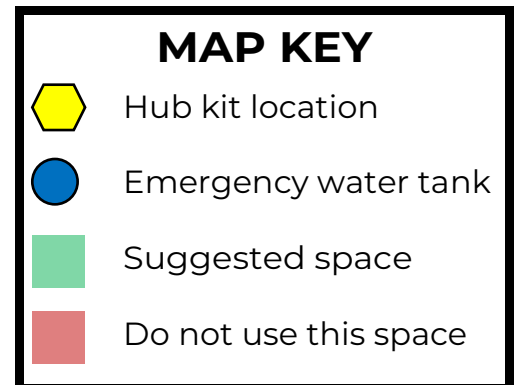 MAP KEY
Hub kit location
Emergency water tank
Suggested space
Do not use this space